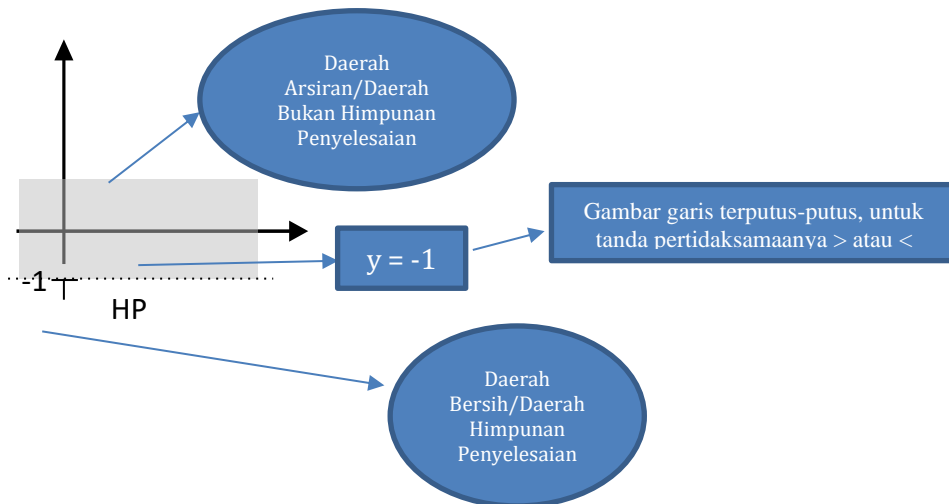 Daerah
Arsiran/Daerah
Bukan Himpunan
Penyelesaian
Gambar garis terputus-putus, untuk
tanda pertidaksamaanya > atau <
y = -1
-1
HP
Daerah
Bersih/Daerah
Himpunan
Penyelesaian